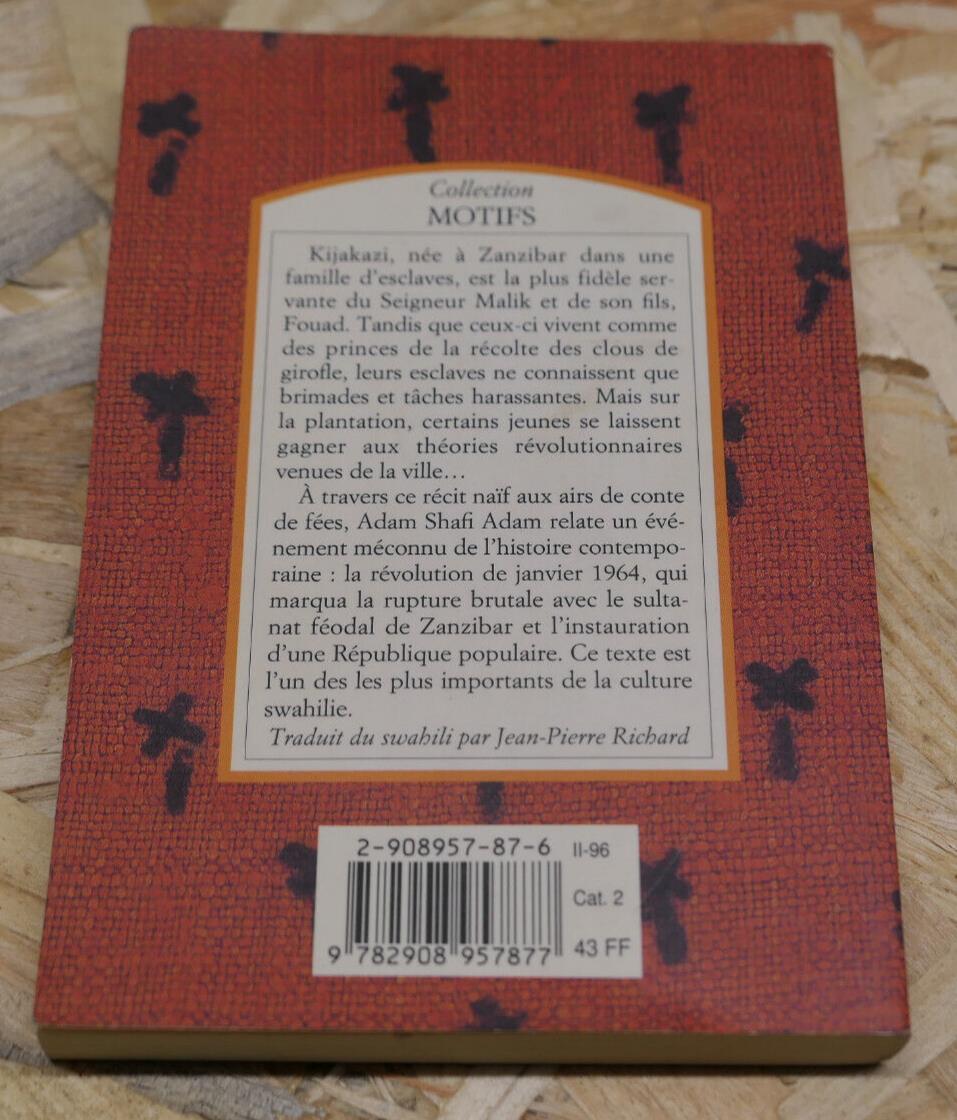 Collection
MOTIFS
Kijakazi, née à Zanzibar dans une
famille d'esclaves, est la plus fidèle ser-
vante du Seigneur Malik et de son fils,
Fouad. Tandis que ceux-ci vivent comme
des princes de la récolte des clous de
girofle, leurs esclaves ne connaissent que
brimades et tâches harassantes. Mais sur
la plantation, certains jeunes se laissent
gagner aux théories révolutionnaires
venues de la ville…
À travers ce récit naïf aux airs de conte
de fées, Adam Shafi Adam relate un évé-
nement méconnu de l'histoire contempo-
raine : la révolution de janvier 1964, qui
marqua la rupture brutale avec le sulta-
nat féodal de Zanzibar et l'instauration
d'une République populaire. Ce texte est
l'un des les plus importants de la culture
swahilie.
Traduit du swahili par Jean-Pierre Richard
2-908957-87-6
II-96
Cat. 2
43 FF
9 782908 957877